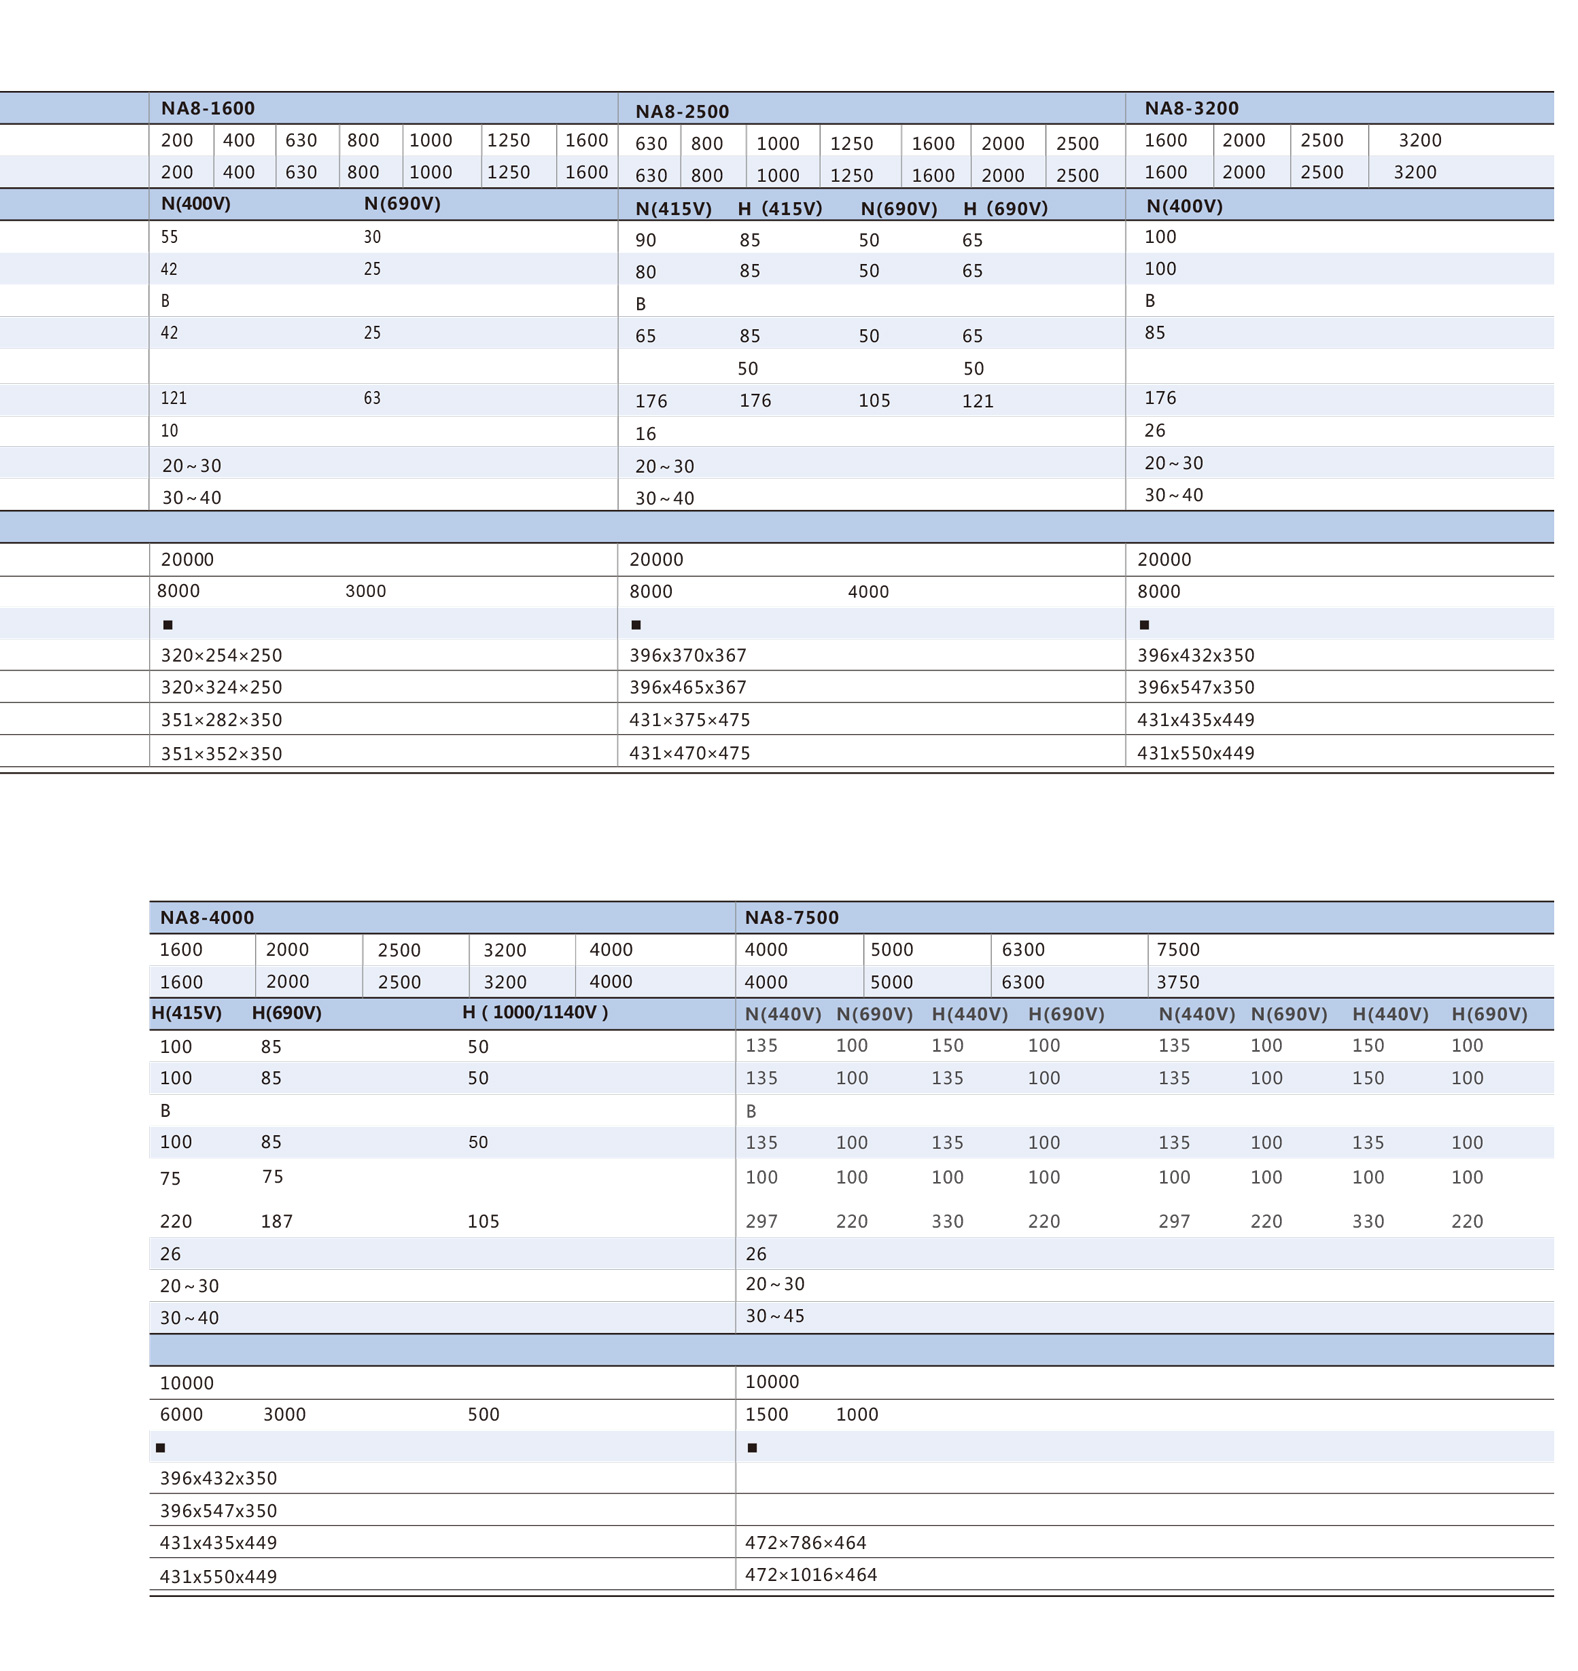 NA8-1600 NA8-2500 NA8-3200
200 400 630 800 1000 1250 1600 630 800 1000 1250 1600 2000 2500 1600 2000 2500 3200
200 400 630 800 1000 1250 1600 630 800 1000 1250 1600 2000 2500 1600 2000 2500 3200
N(400V) N(690V) N(415V) H (415V) N(690V) H (690V) N(400V)
55 30 90 85 50 65 100
42 25 80 85 50 65 100
B B B
42 25 65 85 50 65 85
50 50
121 63 176 176 105 121 176
10 16 26
20~30 20~30 20~30
30~40 30~40 30~40
20000 20000 20000
8000 3000 8000 4000 8000
■ ■ ■
320×254×250 396x370x367 396x432x350
320×324×250 396x465x367 396x547x350
351×282×350 431×375×475 431x435x449
351×352×350 431×470×475 431x550x449
NA8-4000 NA8-7500
1600 2000 2500 3200 4000 4000 5000 6300 7500
1600 2000 2500 3200 4000 4000 5000 6300 3750
H(415V) H(690V) H ( 1000/1140V ) N(440V) N(690V) H(440V) H(690V) N(440V) N(690V) H(440V) H(690V)
100 85 50 135 100 150 100 135 100 150 100
100 85 50 135 100 135 100 135 100 150 100
B B
100 85 50 135 100 135 100 135 100 135 100
75 75 100 100 100 100 100 100 100 100
220 187 105 297 220 330 220 297 220 330 220
26 26
20~30 20~30
30~40 30~45
10000 10000
6000 3000 500 1500 1000
■ ■
396x432x350
396x547x350
431x435x449 472×786×464
431x550x449 472×1016×464